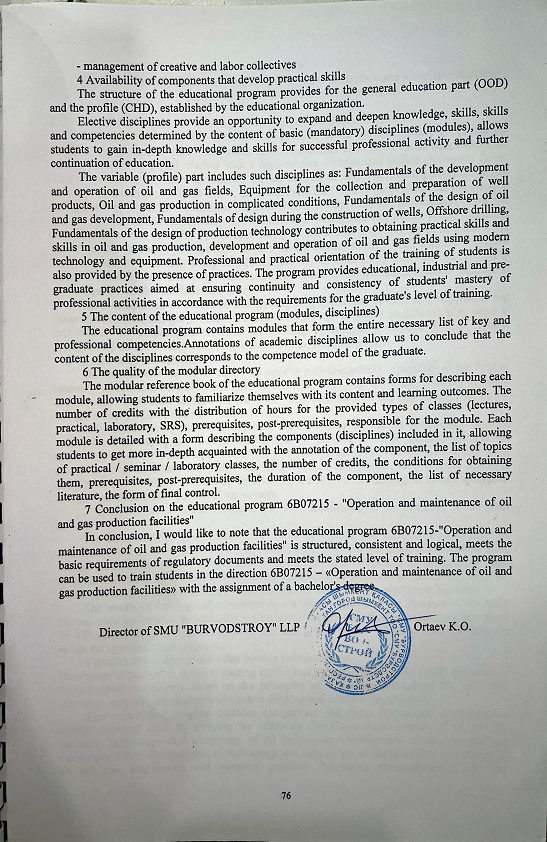 - management of creative and labor collectives
4 Availability of components that develop practical skills
The structure of the educational program provides for the general education part (OOD)
and the profile (CHD), established by the educational organization.
Elective disciplines provide an opportunity to expand and deepen knowledge, skills, skills
and competencies determined by the content of basic (mandatory) disciplines (modules), allows
students to gain in-depth knowledge and skills for successful professional activity and further
continuation of education.
The variable (profile) part includes such disciplines as: Fundamentals of the development
and operation of oil and gas fields, Equipment for the collection and preparation of well
products, Oil and gas production in complicated conditions, Fundamentals of the design of oil
and gas development, Fundamentals of design during the construction of wells, Offshore drilling,
Fundamentals of the design of production technology contributes to obtaining practical skills and
skills in oil and gas production, development and operation of oil and gas fields using modern
technology and equipment. Professional and practical orientation of the training of students is
also provided by the presence of practices. The program provides educational, industrial and pre-
graduate practices aimed at ensuring continuity and consistency of students' mastery of
professional activities in accordance with the requirements for the graduate's level of training.
5 The content of the educational program (modules, disciplines)
The educational program contains modules that form the entire necessary list of key and
professional competencies.Annotations of academic disciplines allow us to conclude that the
content of the disciplines corresponds to the competence model of the graduate.
6 The quality of the modular directory
The modular reference book of the educational program contains forms for describing each
module, allowing students to familiarize themselves with its content and learning outcomes. The
number of credits with the distribution of hours for the provided types of classes (lectures,
practical, laboratory, SRS), prerequisites, post-prerequisites, responsible for the module. Each
module is detailed with a form describing the components (disciplines) included in it, allowing
students to get more in-depth acquainted with the annotation of the component, the list of topics
of practical / seminar / laboratory classes, the number of credits, the conditions for obtaining
them, prerequisites, post-prerequisites, the duration of the component, the list of necessary
literature, the form of final control.
7 Conclusion on the educational program 6B07215 - "Operation and maintenance of oil
and gas production facilities"
In conclusion, I would like to note that the educational program 6B07215-"Operation and
maintenance of oil and gas production facilities" is structured, consistent and logical, meets the
basic requirements of regulatory documents and meets the stated level of training. The program
can be used to train students in the direction 6B07215 – «Operation and maintenance of oil and
gas production facilities» with the assignment of a bachelor's degree.
Director of SMU "BURVODSTROY" LLP
Ortaev K.O.
СМУ
СТРОЙ
76